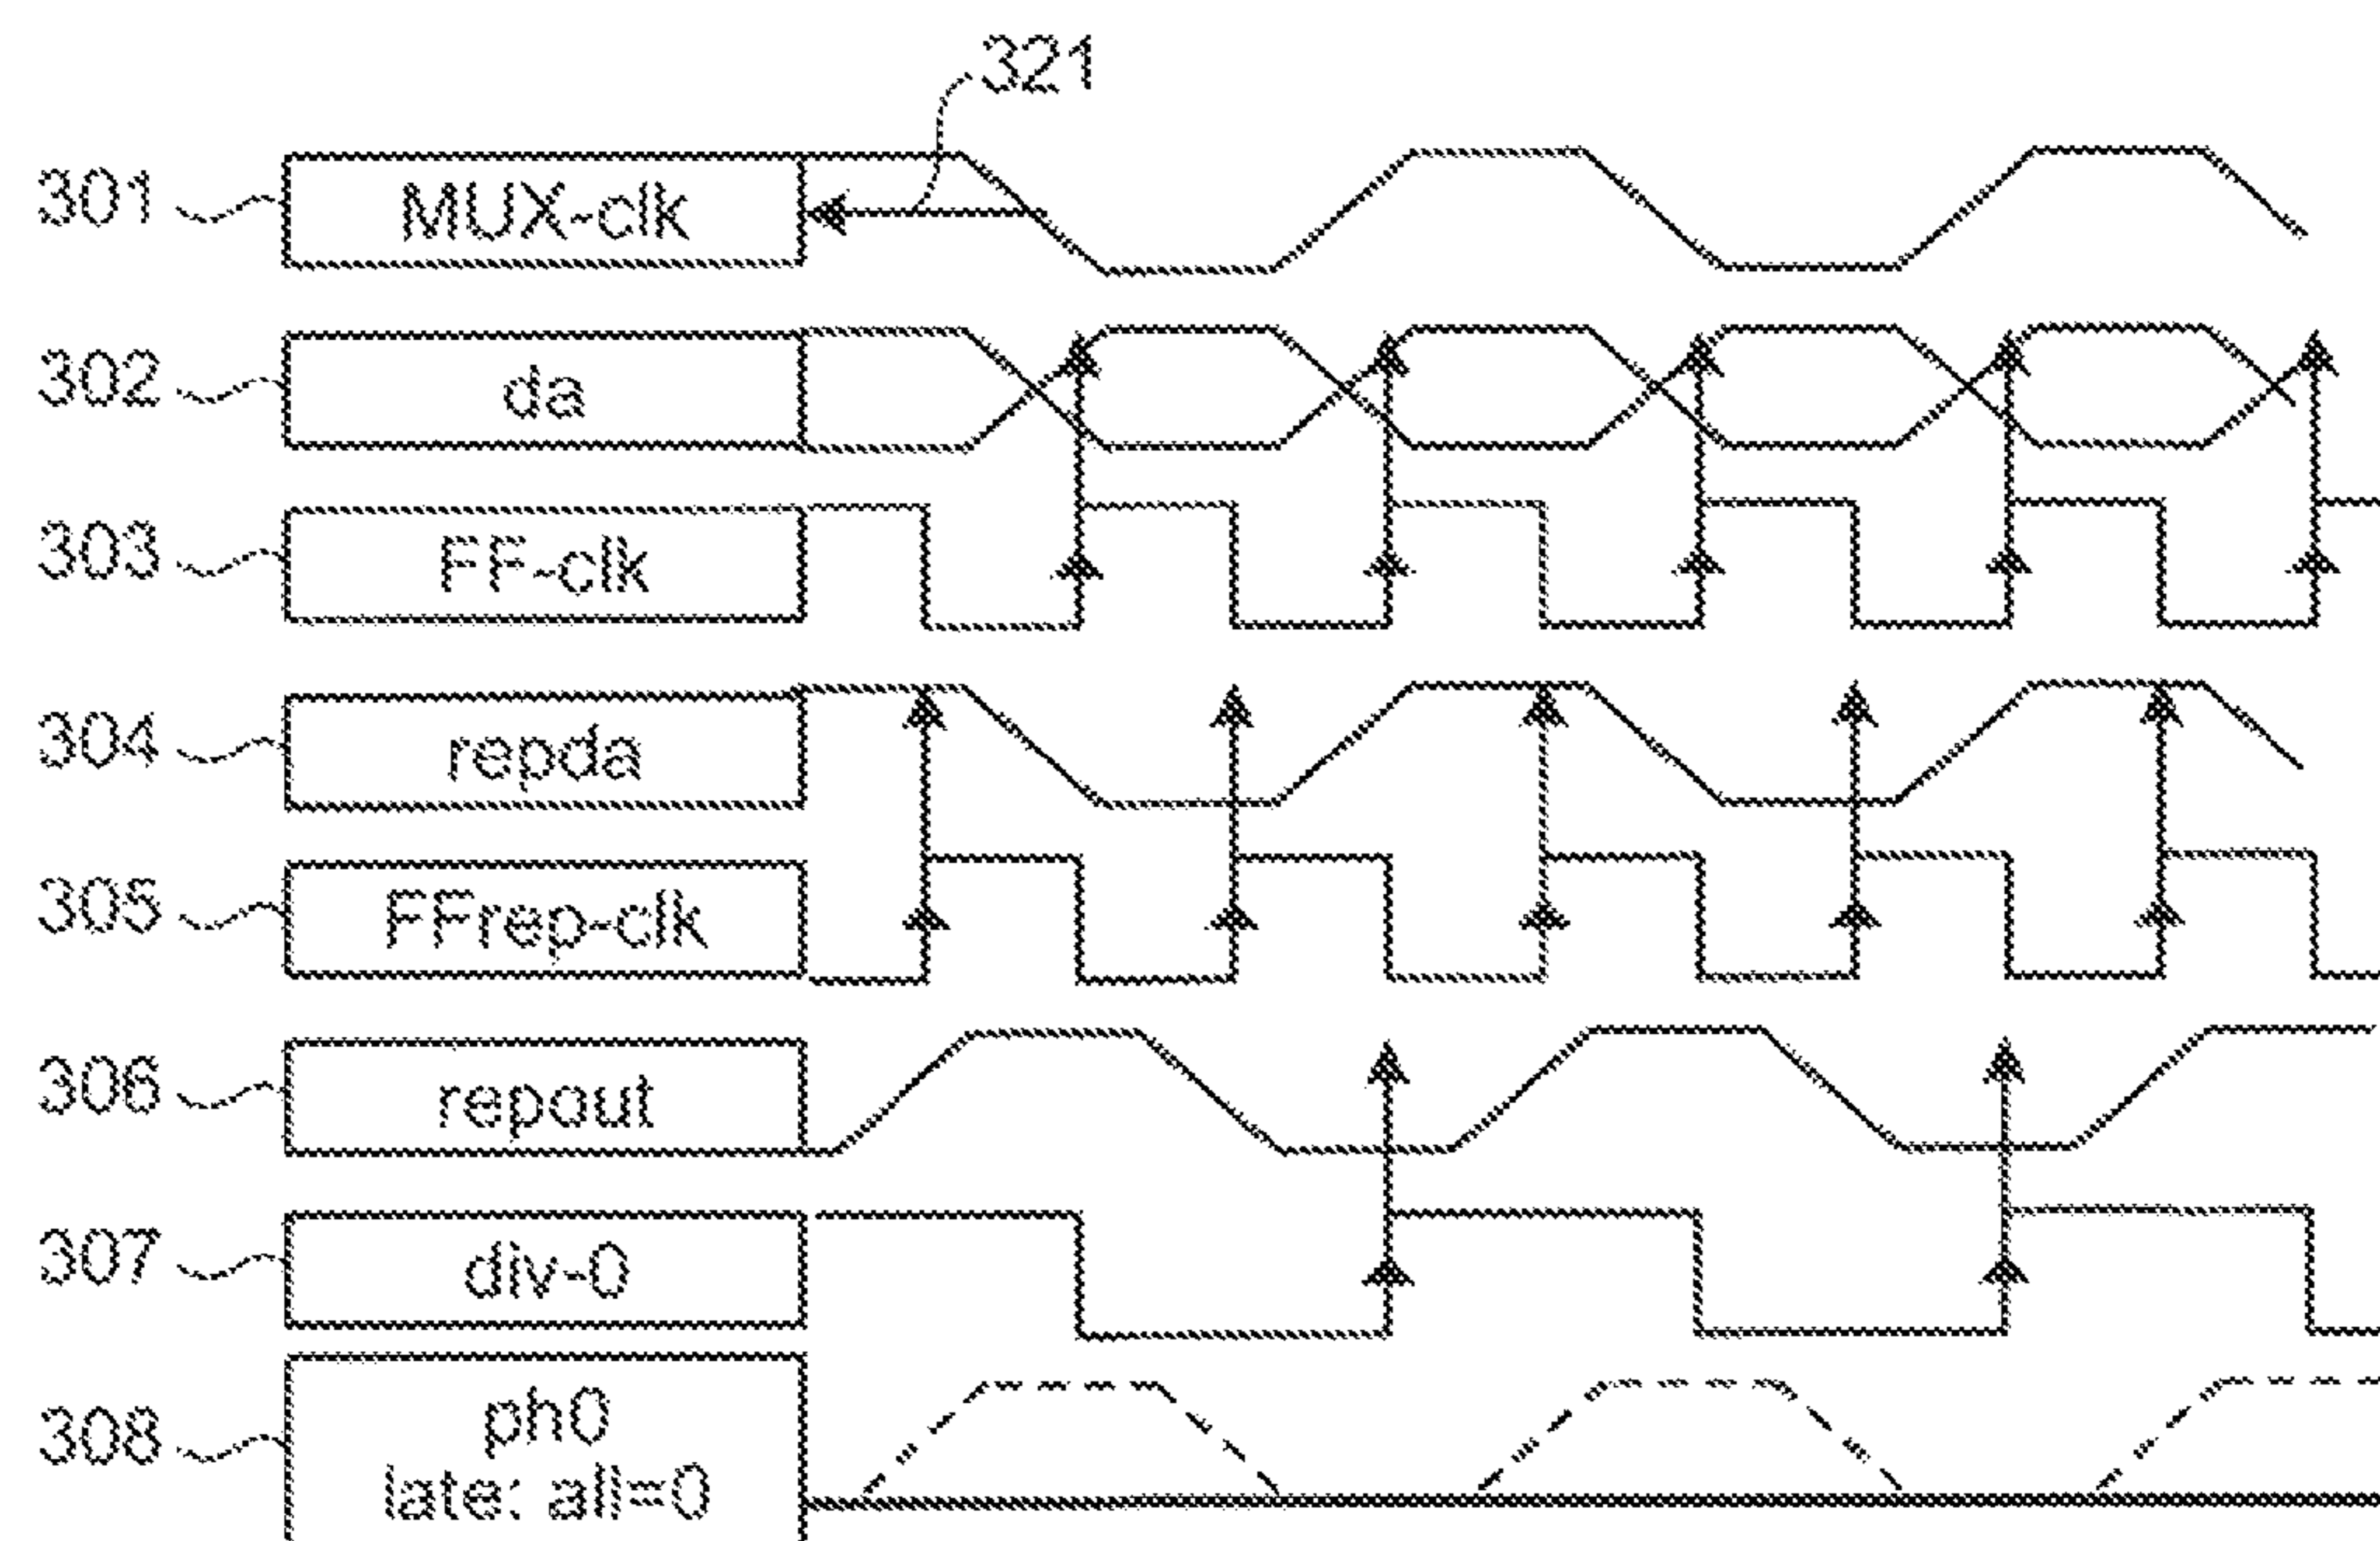 321
301 MUX-clk
302 da
303 FF-clk
304 repda
305 FFrep-clk
306 repout
307 div-0
308 ph0
late: all=0